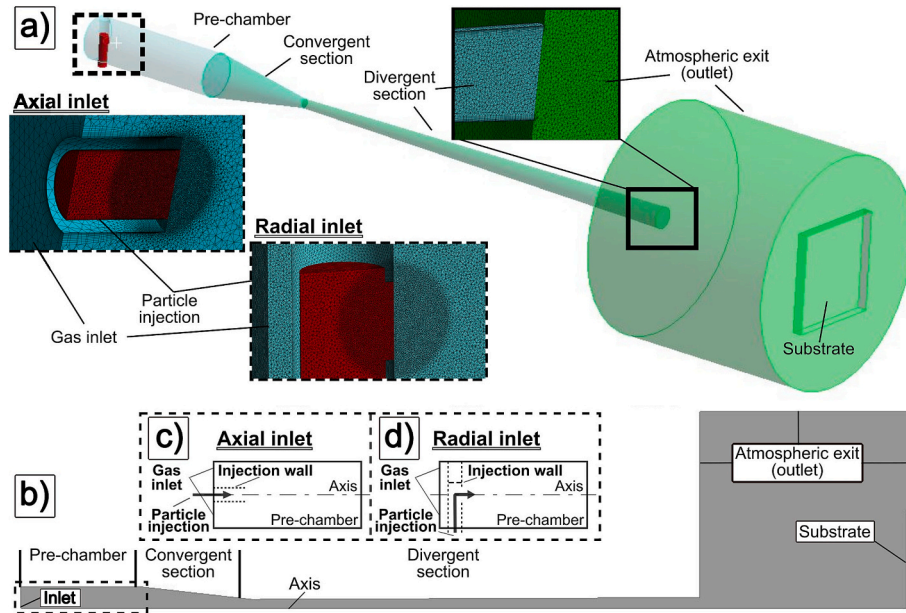 a)
Pre-chamber
Convergent
section
Divergent
section
Atmospheric exit
(outlet)
Axial inlet
Radial inlet
Particle
injection
Gas inlet
Substrate
b)
c)
Axial inlet
Gas
inlet
Injection wall
Axis
Particle
injection
Pre-chamber
d)
Radial inlet
Gas
inlet
Injection wall
Axis
Particle
injection
Pre-chamber
Atmospheric exit
(outlet)
Substrate
Pre-chamber
Convergent
section
Divergent
section
Inlet
Axis